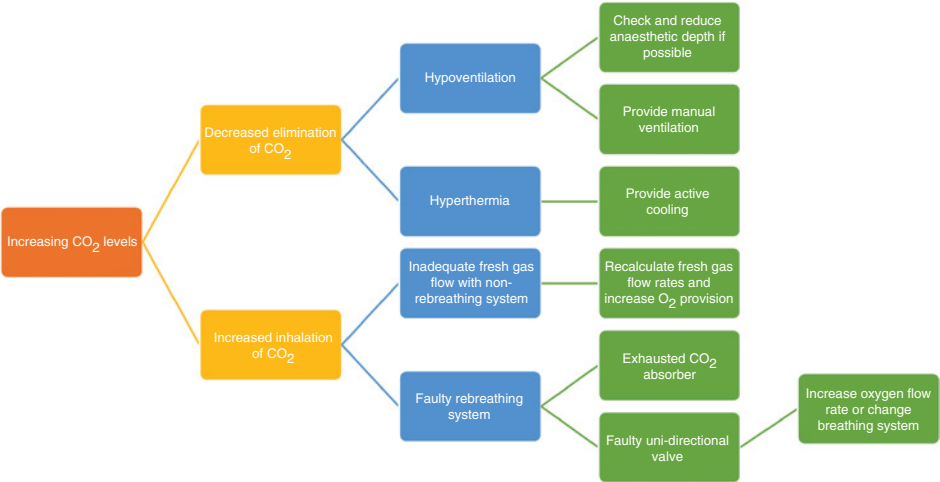 Increasing CO2 levels
Decreased elimination
of CO2
Increased inhalation
of CO2
Hypoventilation
Hyperthermia
Inadequate fresh gas
flow with non-
rebreathing system
Faulty rebreathing
system
Check and reduce
anaesthetic depth if
possible
Provide manual
ventilation
Provide active
cooling
Recalculate fresh gas
flow rates and
increase O2 provision
Exhausted CO2
absorber
Faulty uni-directional
valve
Increase oxygen flow
rate or change
breathing system